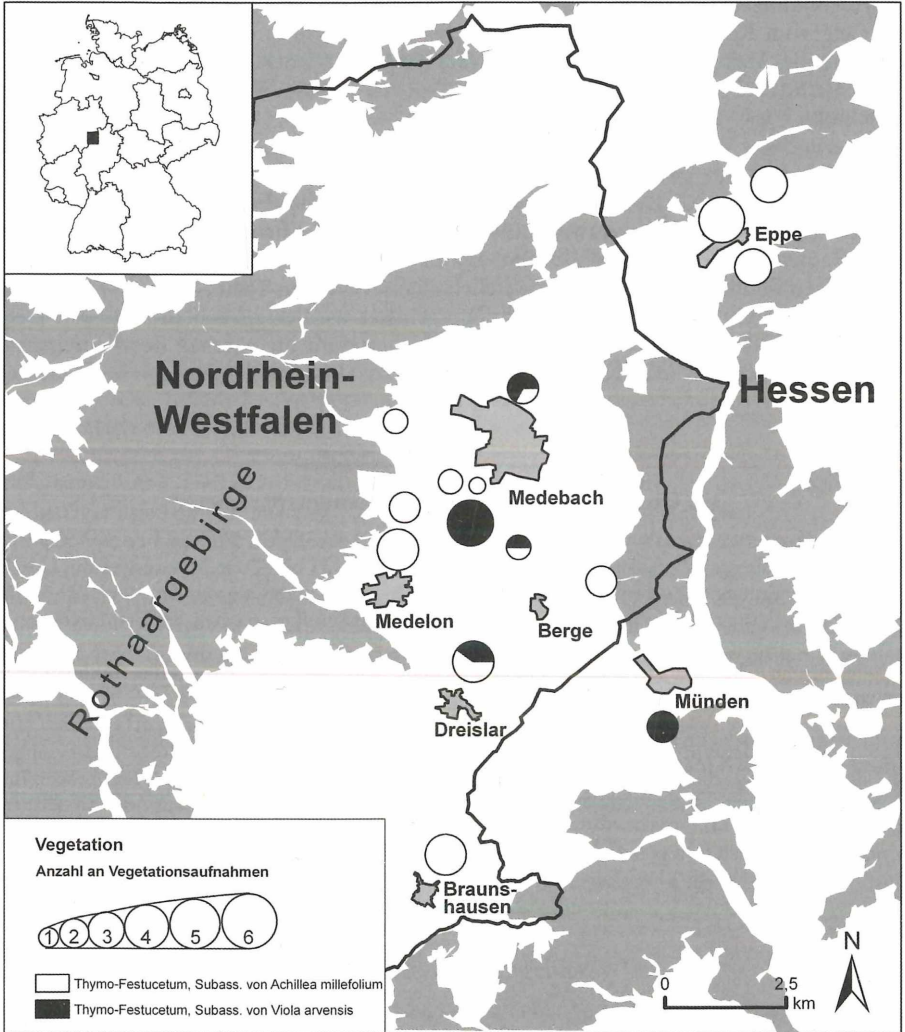 Nordrhein-
Westfalen
Hessen
Rothaargebirge
Eppe
Medebach
Medelon
Berge
Dreislar
Münden
Brauns-
hausen
Vegetation
Anzahl an Vegetationsaufnahmen
1 2 3 4 5 6
Thymo-Festucetum, Subass. von Achillea millefolium
Thymo-Festucetum, Subass. von Viola arvensis
0 2,5
km
N